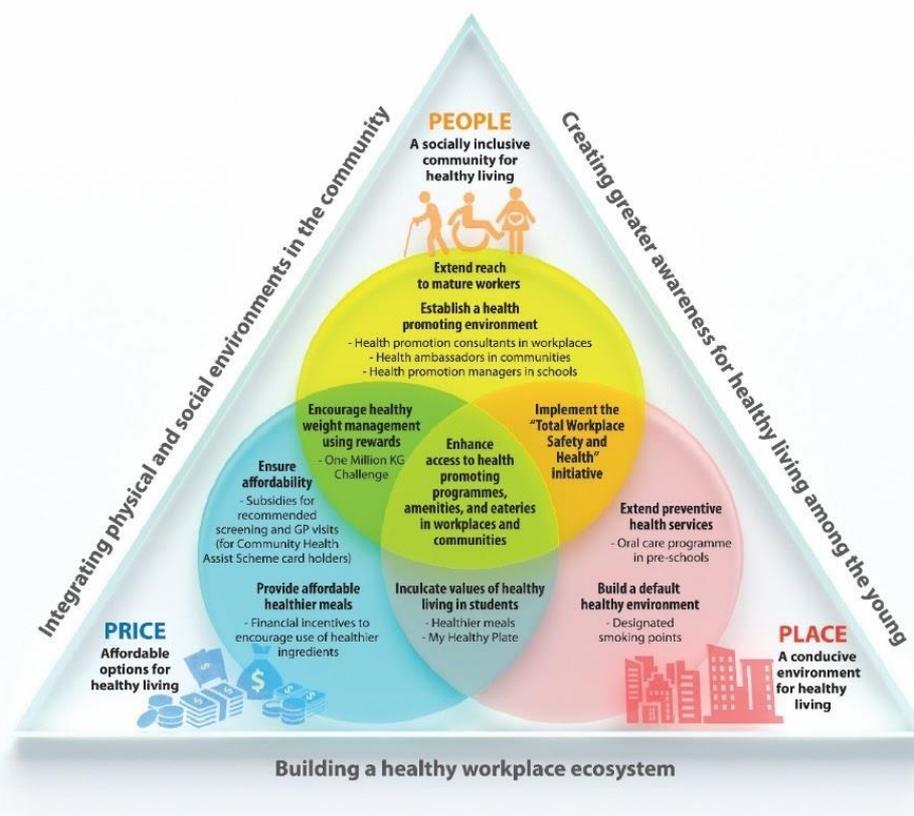 Integrating physical and social environments in the community
Creating greater awareness for healthy living among the young
PEOPLE
A socially inclusive
community for
healthy living
Extend reach
to mature workers
Establish a health
promoting environment
- Health promotion consultants in workplaces
- Health ambassadors in communities
- Health promotion managers in schools
Encourage healthy
weight management
using rewards
- One Million KG
Challenge
Implement the
"Total Workplace
Safety and
Health"
initiative
Enhance
access to health
promoting
programmes,
amenities, and eateries
in workplaces and
communities
Ensure
affordability
- Subsidies for
recommended
screening and GP visits
(for Community Health
Assist Scheme card holders)
Provide affordable
healthier meals
- Financial incentives to
encourage use of healthier
ingredients
Inculcate values of healthy
living in students
- Healthier meals
- My Healthy Plate
Extend preventive
health services
- Oral care programme
in pre-schools
Build a default
healthy environment
- Designated
smoking points
PRICE
Affordable
options for
healthy living
$
$
$
$
PLACE
A conducive
environment
for healthy
living
Building a healthy workplace ecosystem